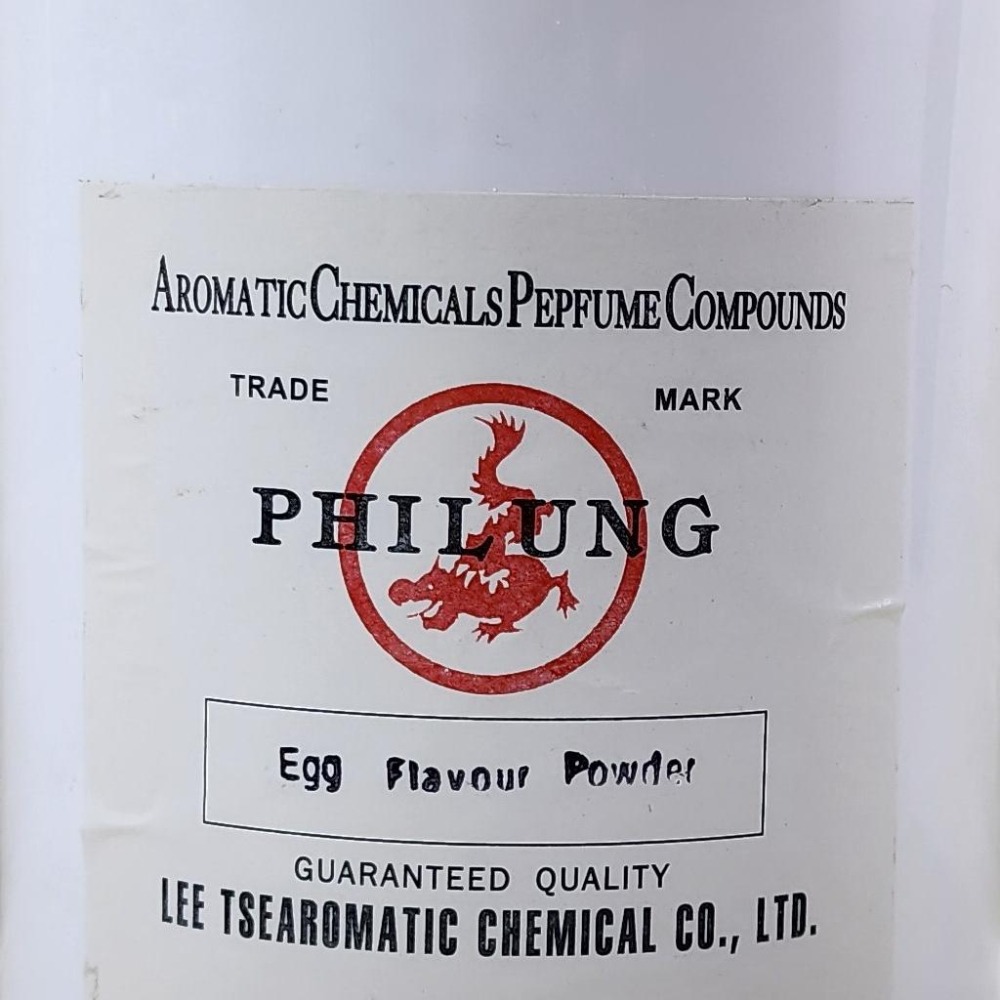 AROMATIC CHEMICALS PEPFUME COMPOUNDS
TRADE MARK
PHILUNG
Egg Flavour Powder
GUARANTEED QUALITY
LEE TSEAROMATIC CHEMICAL CO., LTD.